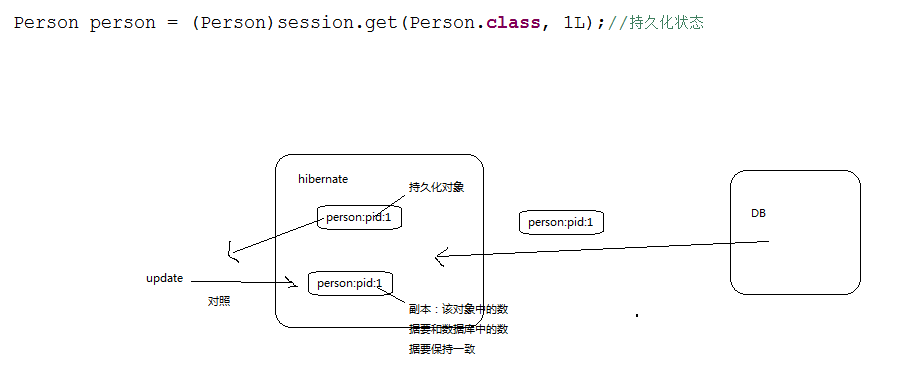 Person person = (Person)session.get(Person.class, 1L);//持久化状态
hibernate
持久化对象
person:pid:1
person:pid:1
DB
update
person:pid:1
对照
副本：该对象中的数
据要和数据库中的数
据要保持一致